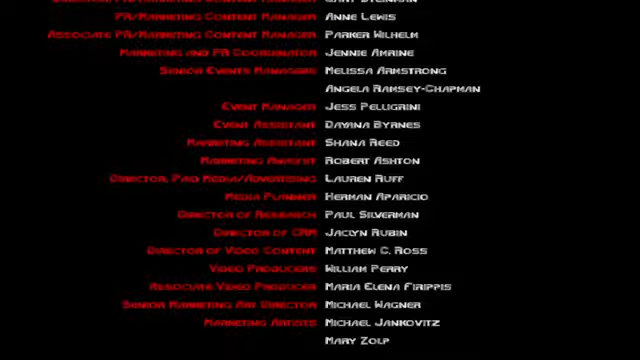 PR/Marketing Content Manager Anne Lewis
Associate PR/Marketing Content Manager Parker Wilhelm
Marketing and PR Coordinator Jennie Amrine
Senior Events Managers Melissa Armstrong
Angela Ramsey-Chapman
Event Manager Jess Pelligrini
Event Assistant Dayana Byrnes
Marketing Assistant Shana Reed
Marketing Analyst Robert Ashton
Director, Paid Media/Advertising Lauren Ruff
Media Planner Herman Aparicio
Director of Research Paul Silverman
Director of CRM Jaclyn Rubin
Director of Video Content Matthew C. Ross
Video Producers William Perry
Associate Video Producer Maria Elena Firippis
Senior Marketing Art Director Michael Wagner
Marketing Artists Michael Jankovitz
Mary Zolp